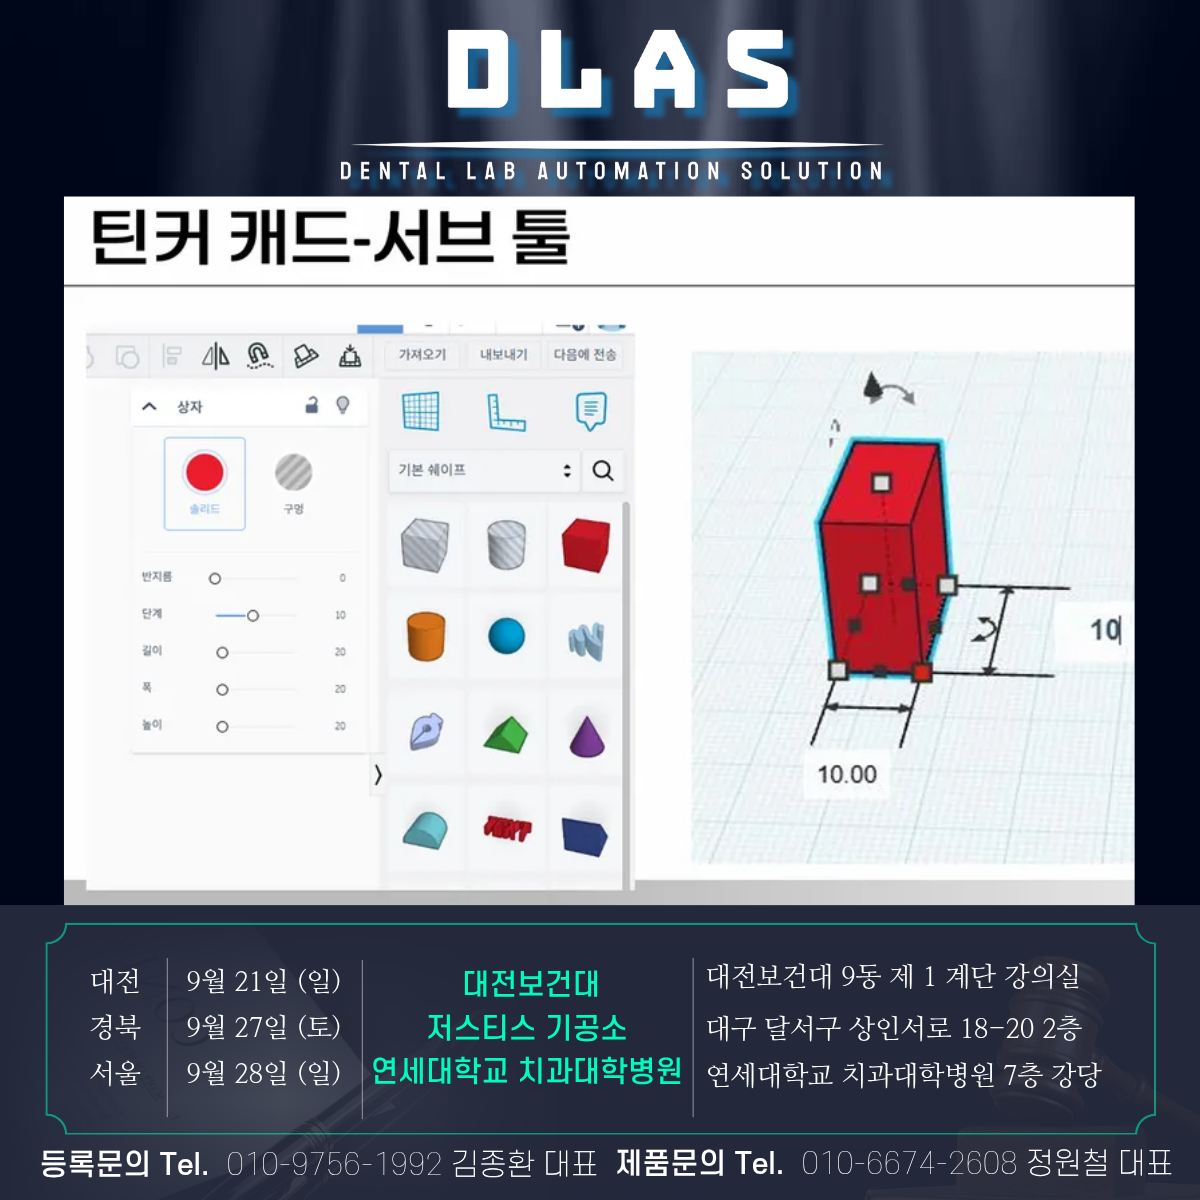 DLAS
DENTAL LAB AUTOMATION SOLUTION
틴커 캐드-서브 툴
가져오기 내보내기 다음에 전송
상자
기본 쉐이프
솔리드 구멍
반지름 0
단계 10
길이 20
폭 20
높이 20
TEXT
10
10.00
대전 9월 21일 (일) 대전보건대 대전보건대 9동 제 1 계단 강의실
경북 9월 27일 (토) 저스티스 기공소 대구 달서구 상인서로 18-20 2층
서울 9월 28일 (일) 연세대학교 치과대학병원 연세대학교 치과대학병원 7층 강당
등록문의 Tel. 010-9756-1992 김종환 대표 제품문의 Tel. 010-6674-2608 정원철 대표